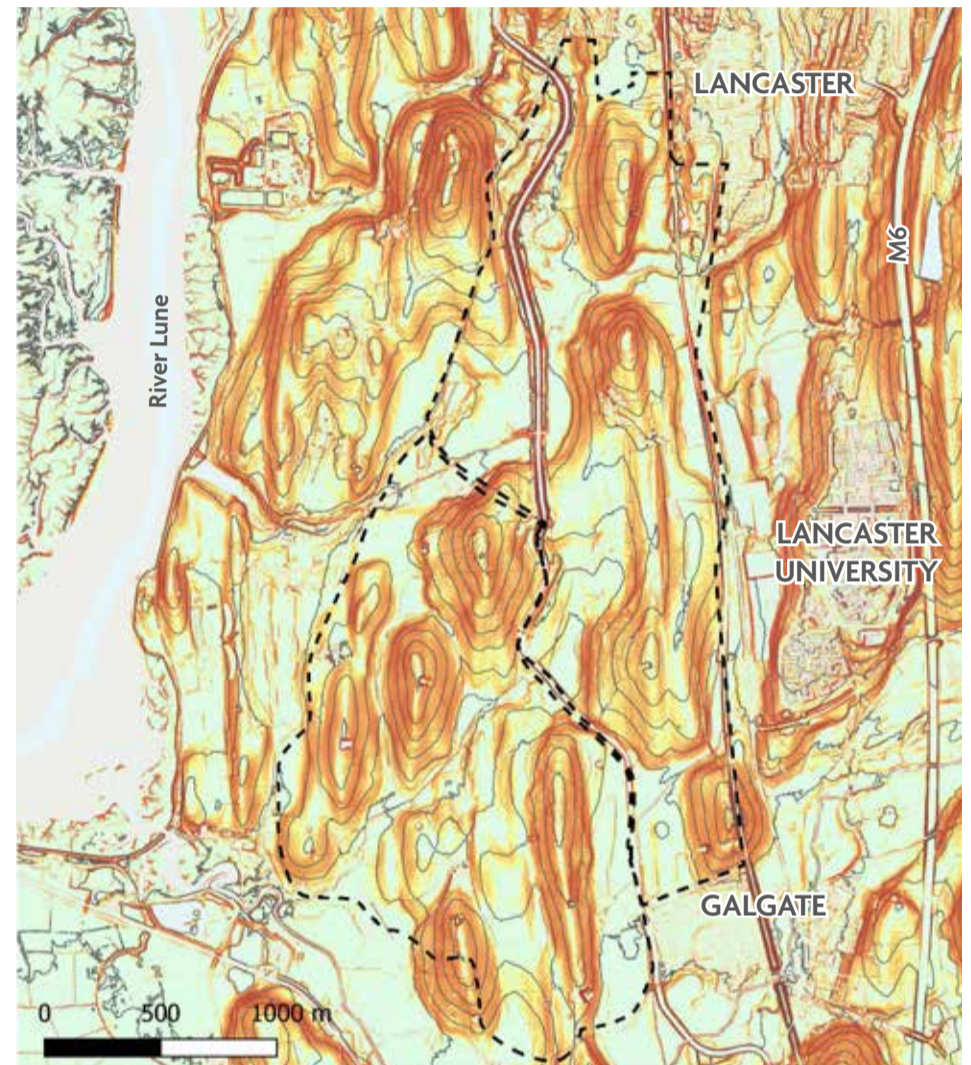 LANCASTER
M6
River Lune
LANCASTER
UNIVERSITY
GALGATE
0 500 1000 m